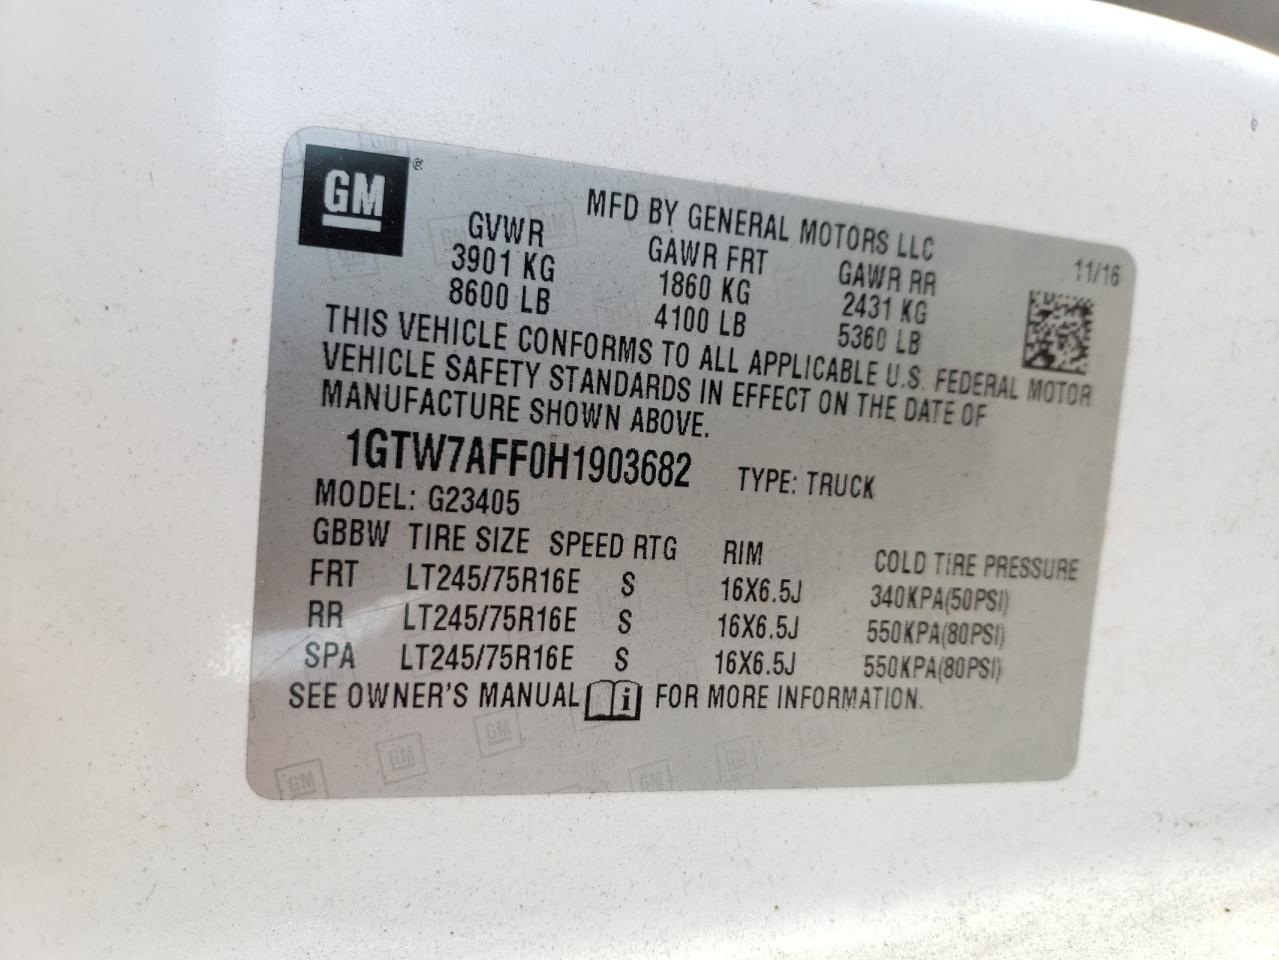 GM ®
MFD BY GENERAL MOTORS LLC
11/16
GVWR GAWR FRT GAWR RR
3901 KG 1860 KG 2431 KG
8600 LB 4100 LB 5360 LB
THIS VEHICLE CONFORMS TO ALL APPLICABLE U.S. FEDERAL MOTOR
VEHICLE SAFETY STANDARDS IN EFFECT ON THE DATE OF
MANUFACTURE SHOWN ABOVE.
1GTW7AFF0H1903682 TYPE: TRUCK
MODEL: G23405
GBBW TIRE SIZE SPEED RTG RIM COLD TIRE PRESSURE
FRT LT245/75R16E S 16X6.5J 340KPA(50PSI)
RR LT245/75R16E S 16X6.5J 550KPA(80PSI)
SPA LT245/75R16E S 16X6.5J 550KPA(80PSI)
SEE OWNER'S MANUAL i FOR MORE INFORMATION.